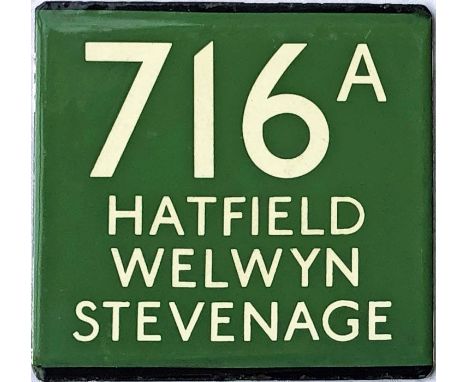 716A
HATFIELD
WELWYN
STEVENAGE